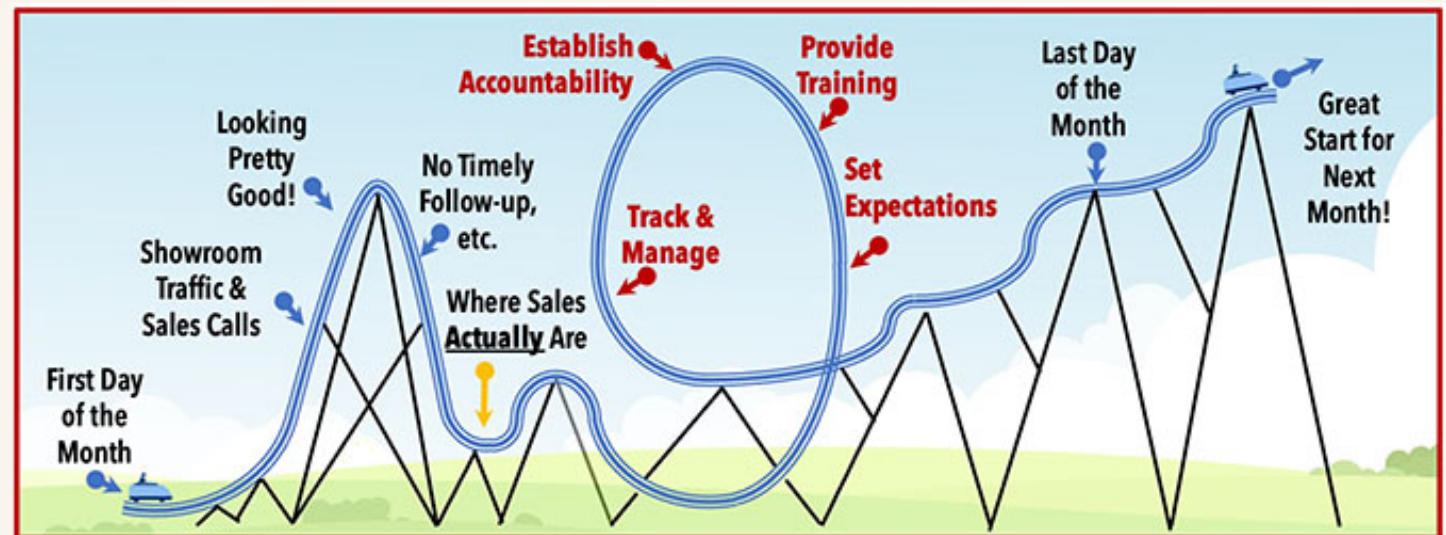 First Day
of the
Month
Showroom
Traffic &
Sales Calls
Looking
Pretty
Good!
No Timely
Follow-up,
etc.
Where Sales
Actually Are
Establish
Accountability
Provide
Training
Set
Expectations
Track &
Manage
Last Day
of the
Month
Great
Start for
Next
Month!